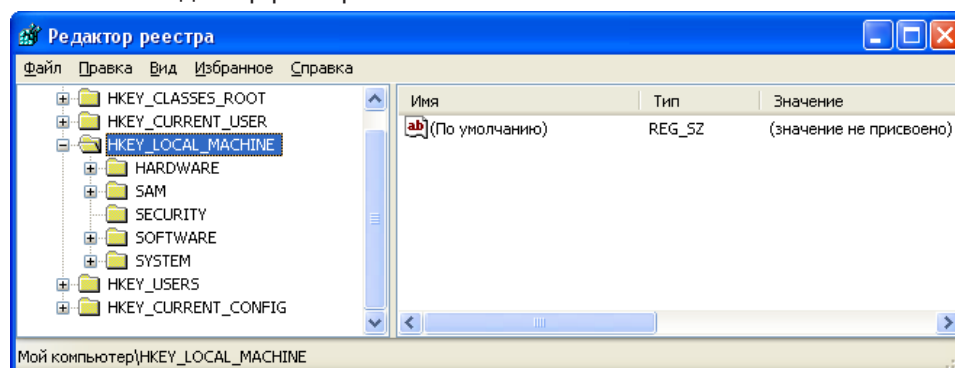 Редактор реестра
Файл Правка Вид Избранное Справка
HKEY_CLASSES_ROOT
HKEY_CURRENT_USER
HKEY_LOCAL_MACHINE
HARDWARE
SAM
SECURITY
SOFTWARE
SYSTEM
HKEY_USERS
HKEY_CURRENT_CONFIG
Имя Тип Значение
ab (По умолчанию) REG_SZ (значение не присвоено)
Мой компьютер\HKEY_LOCAL_MACHINE